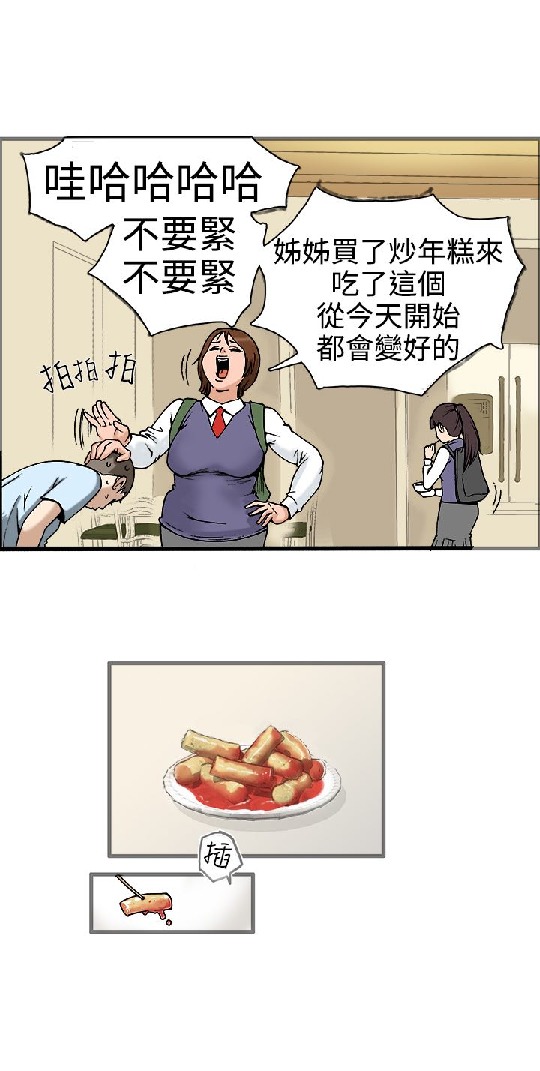 哇哈哈哈哈
不要緊
不要緊
姊姊買了炒年糕來
吃了這個
從今天開始
都會變好的
拍拍拍
插